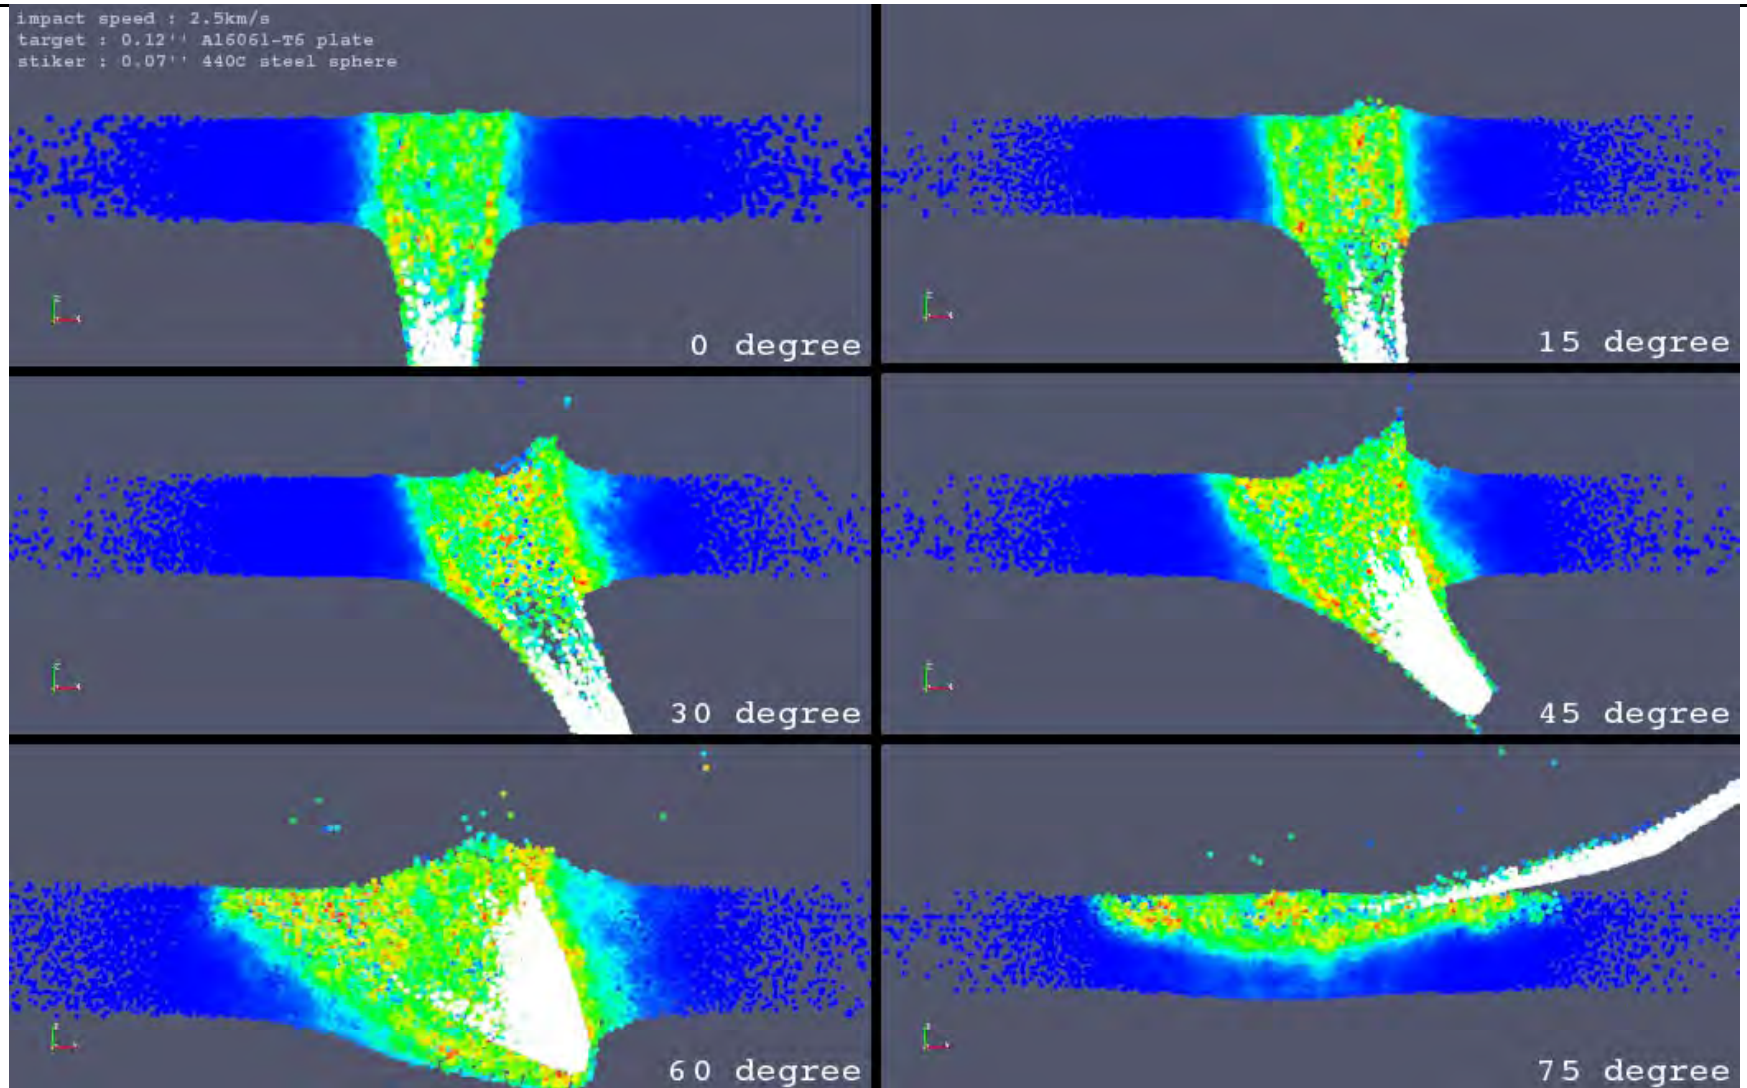 impact speed : 2.5km/s
target : 0.12'' Al6061-T6 plate
stiker : 0.07'' 440C steel sphere
0 degree
15 degree
30 degree
45 degree
60 degree
75 degree